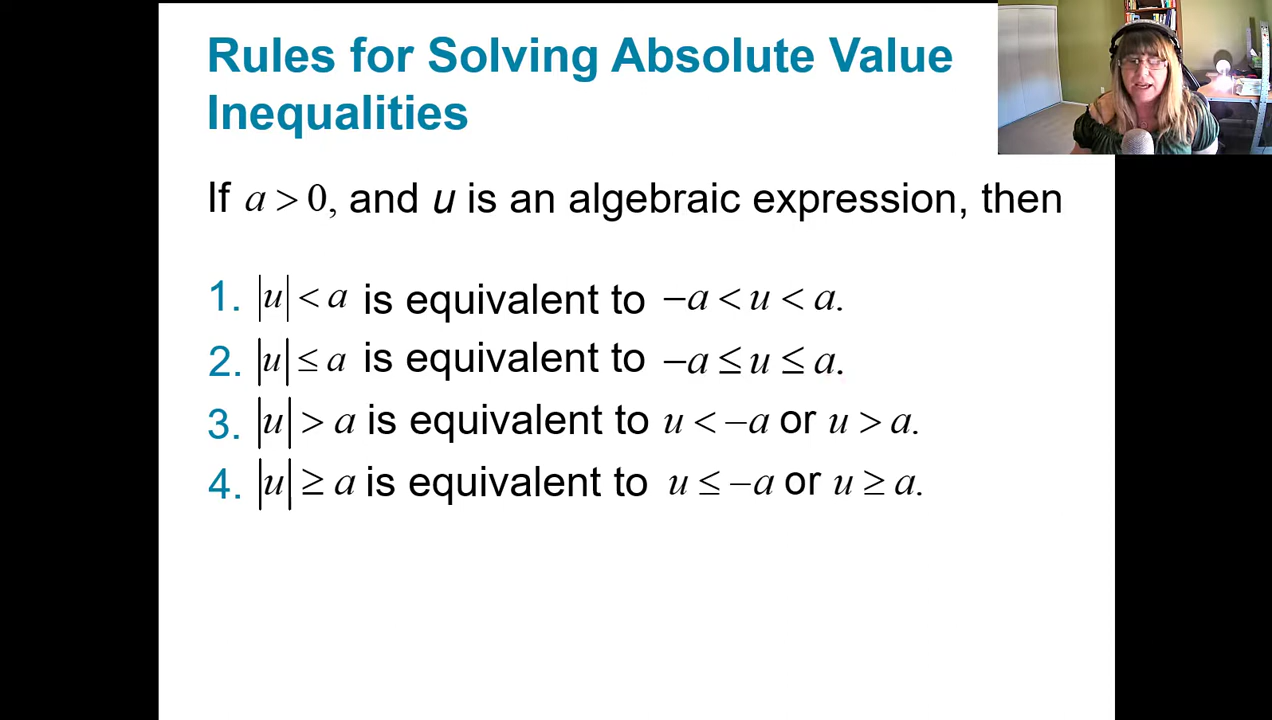 Rules for Solving Absolute Value
Inequalities
If a > 0, and u is an algebraic expression, then
1. |u| < a is equivalent to −a < u < a.
2. |u| ≤ a is equivalent to −a ≤ u ≤ a.
3. |u| > a is equivalent to u < −a or u > a.
4. |u| ≥ a is equivalent to u ≤ −a or u ≥ a.